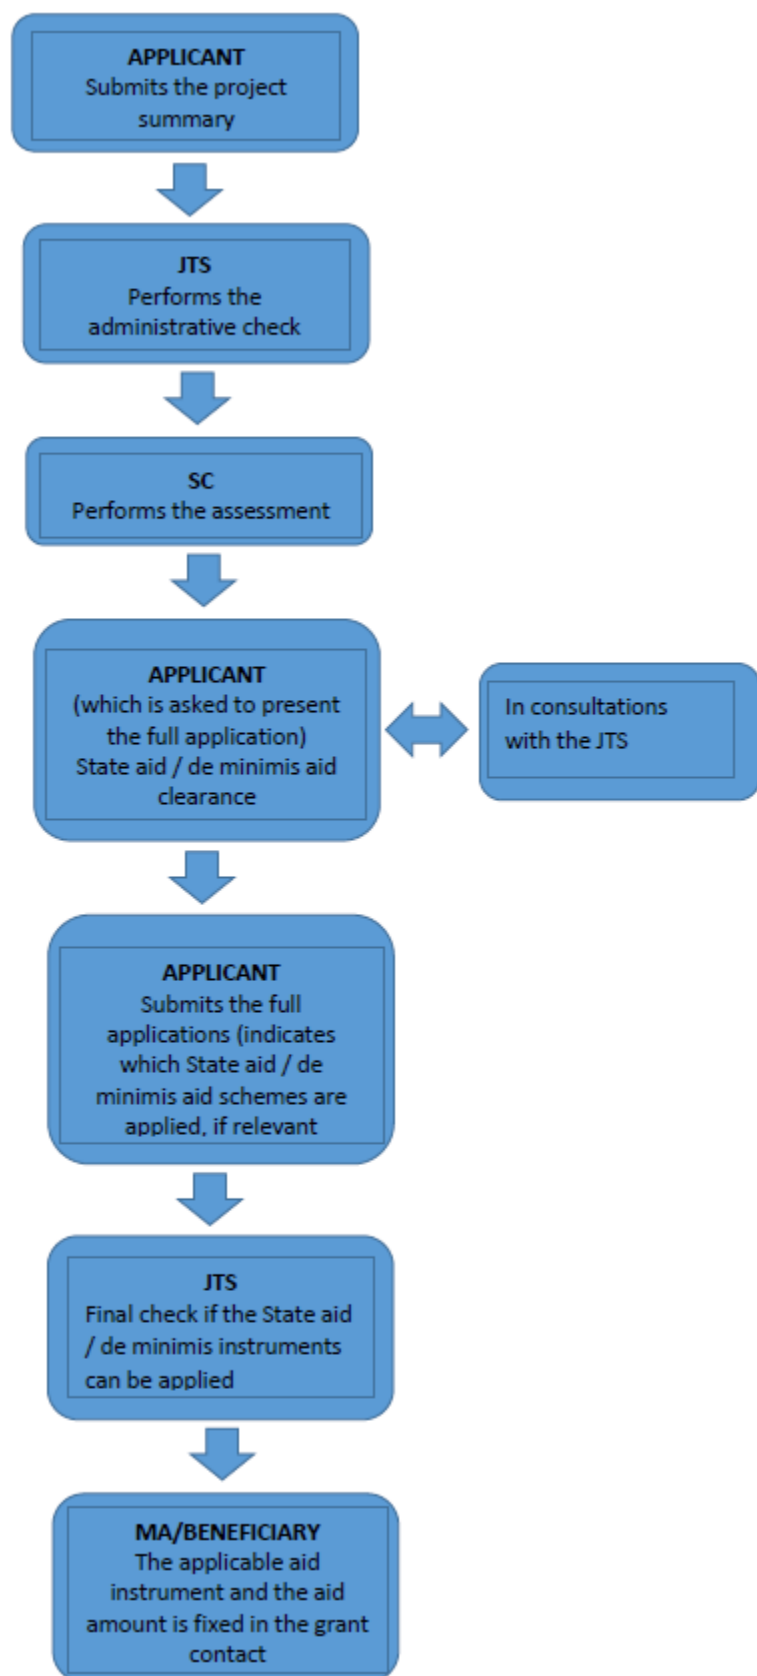 APPLICANT
Submits the project
summary
JTS
Performs the
administrative check
SC
Performs the assessment
APPLICANT
(which is asked to present
the full application)
State aid / de minimis aid
clearance
In consultations
with the JTS
APPLICANT
Submits the full
applications (indicates
which State aid / de
minimis aid schemes are
applied, if relevant
JTS
Final check if the State aid
/ de minimis instruments
can be applied
MA/BENEFICIARY
The applicable aid
instrument and the aid
amount is fixed in the grant
contact